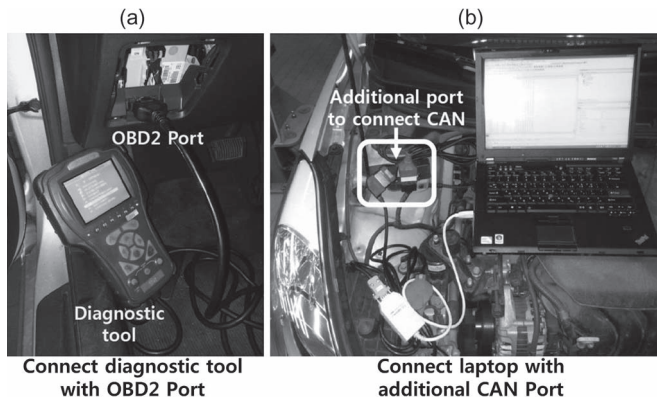 (a)
(b)
OBD2 Port
Diagnostic
tool
Additional port
to connect CAN
Connect diagnostic tool
with OBD2 Port
Connect laptop with
additional CAN Port